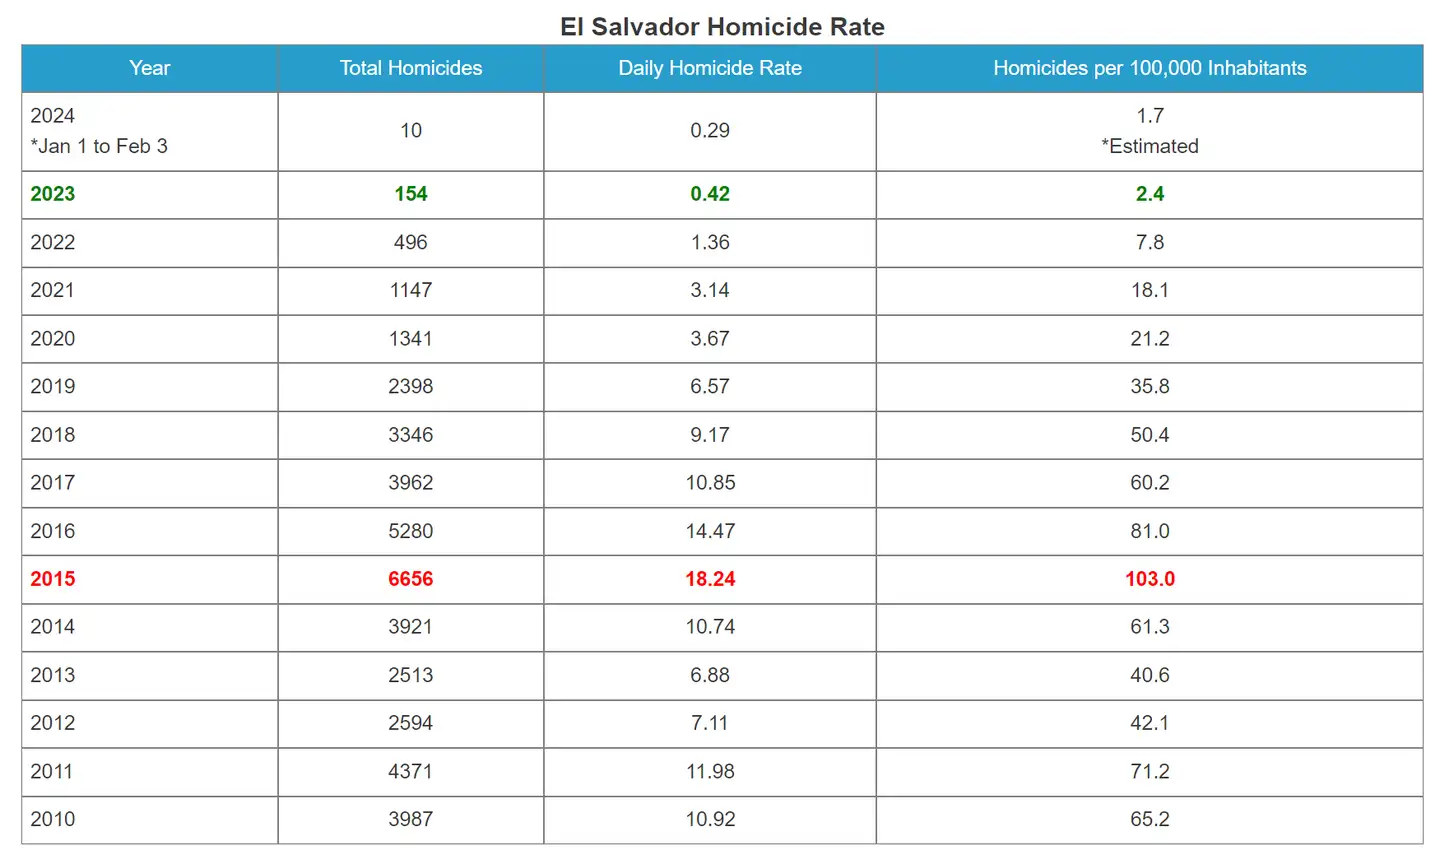 El Salvador Homicide Rate
Year Total Homicides Daily Homicide Rate Homicides per 100,000 Inhabitants
2024
*Jan 1 to Feb 3 10 0.29 1.7
*Estimated
2023 154 0.42 2.4
2022 496 1.36 7.8
2021 1147 3.14 18.1
2020 1341 3.67 21.2
2019 2398 6.57 35.8
2018 3346 9.17 50.4
2017 3962 10.85 60.2
2016 5280 14.47 81.0
2015 6656 18.24 103.0
2014 3921 10.74 61.3
2013 2513 6.88 40.6
2012 2594 7.11 42.1
2011 4371 11.98 71.2
2010 3987 10.92 65.2